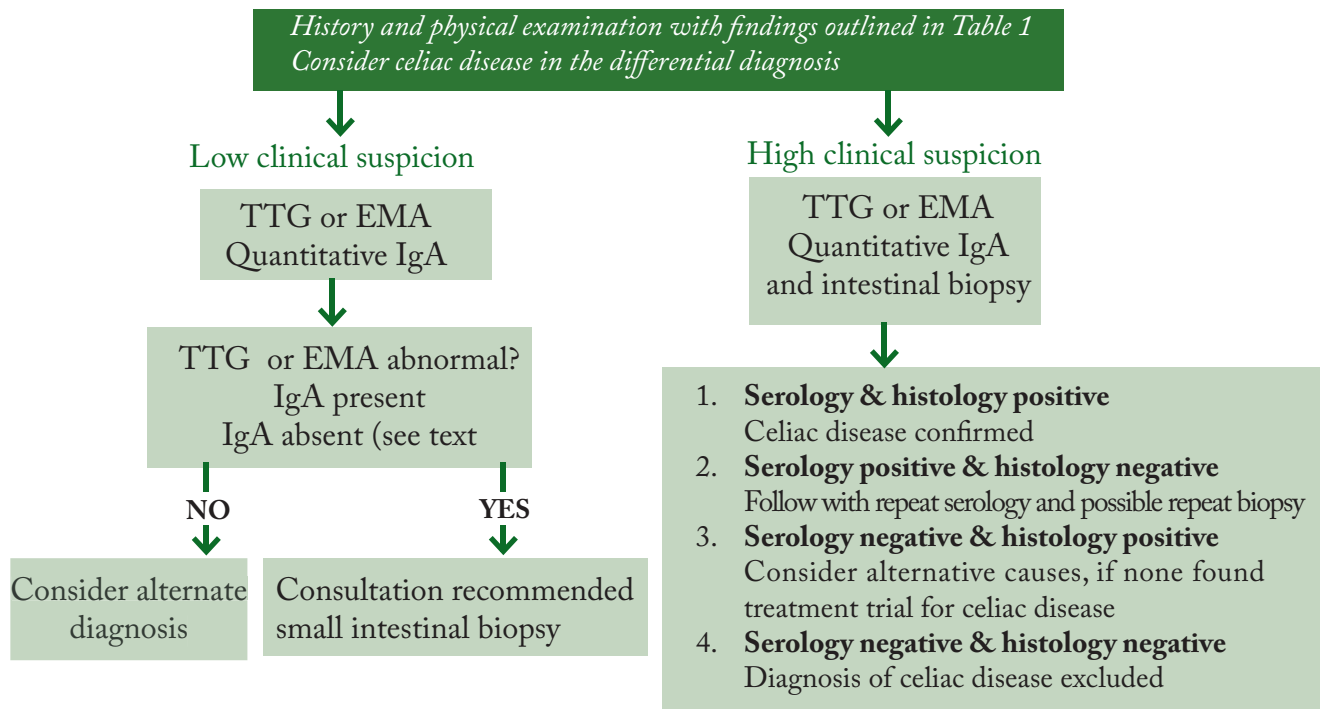 History and physical examination with findings outlined in Table 1
Consider celiac disease in the differential diagnosis
Low clinical suspicion
TTG or EMA
Quantitative IgA
TTG or EMA abnormal?
IgA present
IgA absent (see text
NO
YES
Consider alternate
diagnosis
Consultation recommended
small intestinal biopsy
High clinical suspicion
TTG or EMA
Quantitative IgA
and intestinal biopsy
1. Serology & histology positive
Celiac disease confirmed
2. Serology positive & histology negative
Follow with repeat serology and possible repeat biopsy
3. Serology negative & histology positive
Consider alternative causes, if none found
treatment trial for celiac disease
4. Serology negative & histology negative
Diagnosis of celiac disease excluded